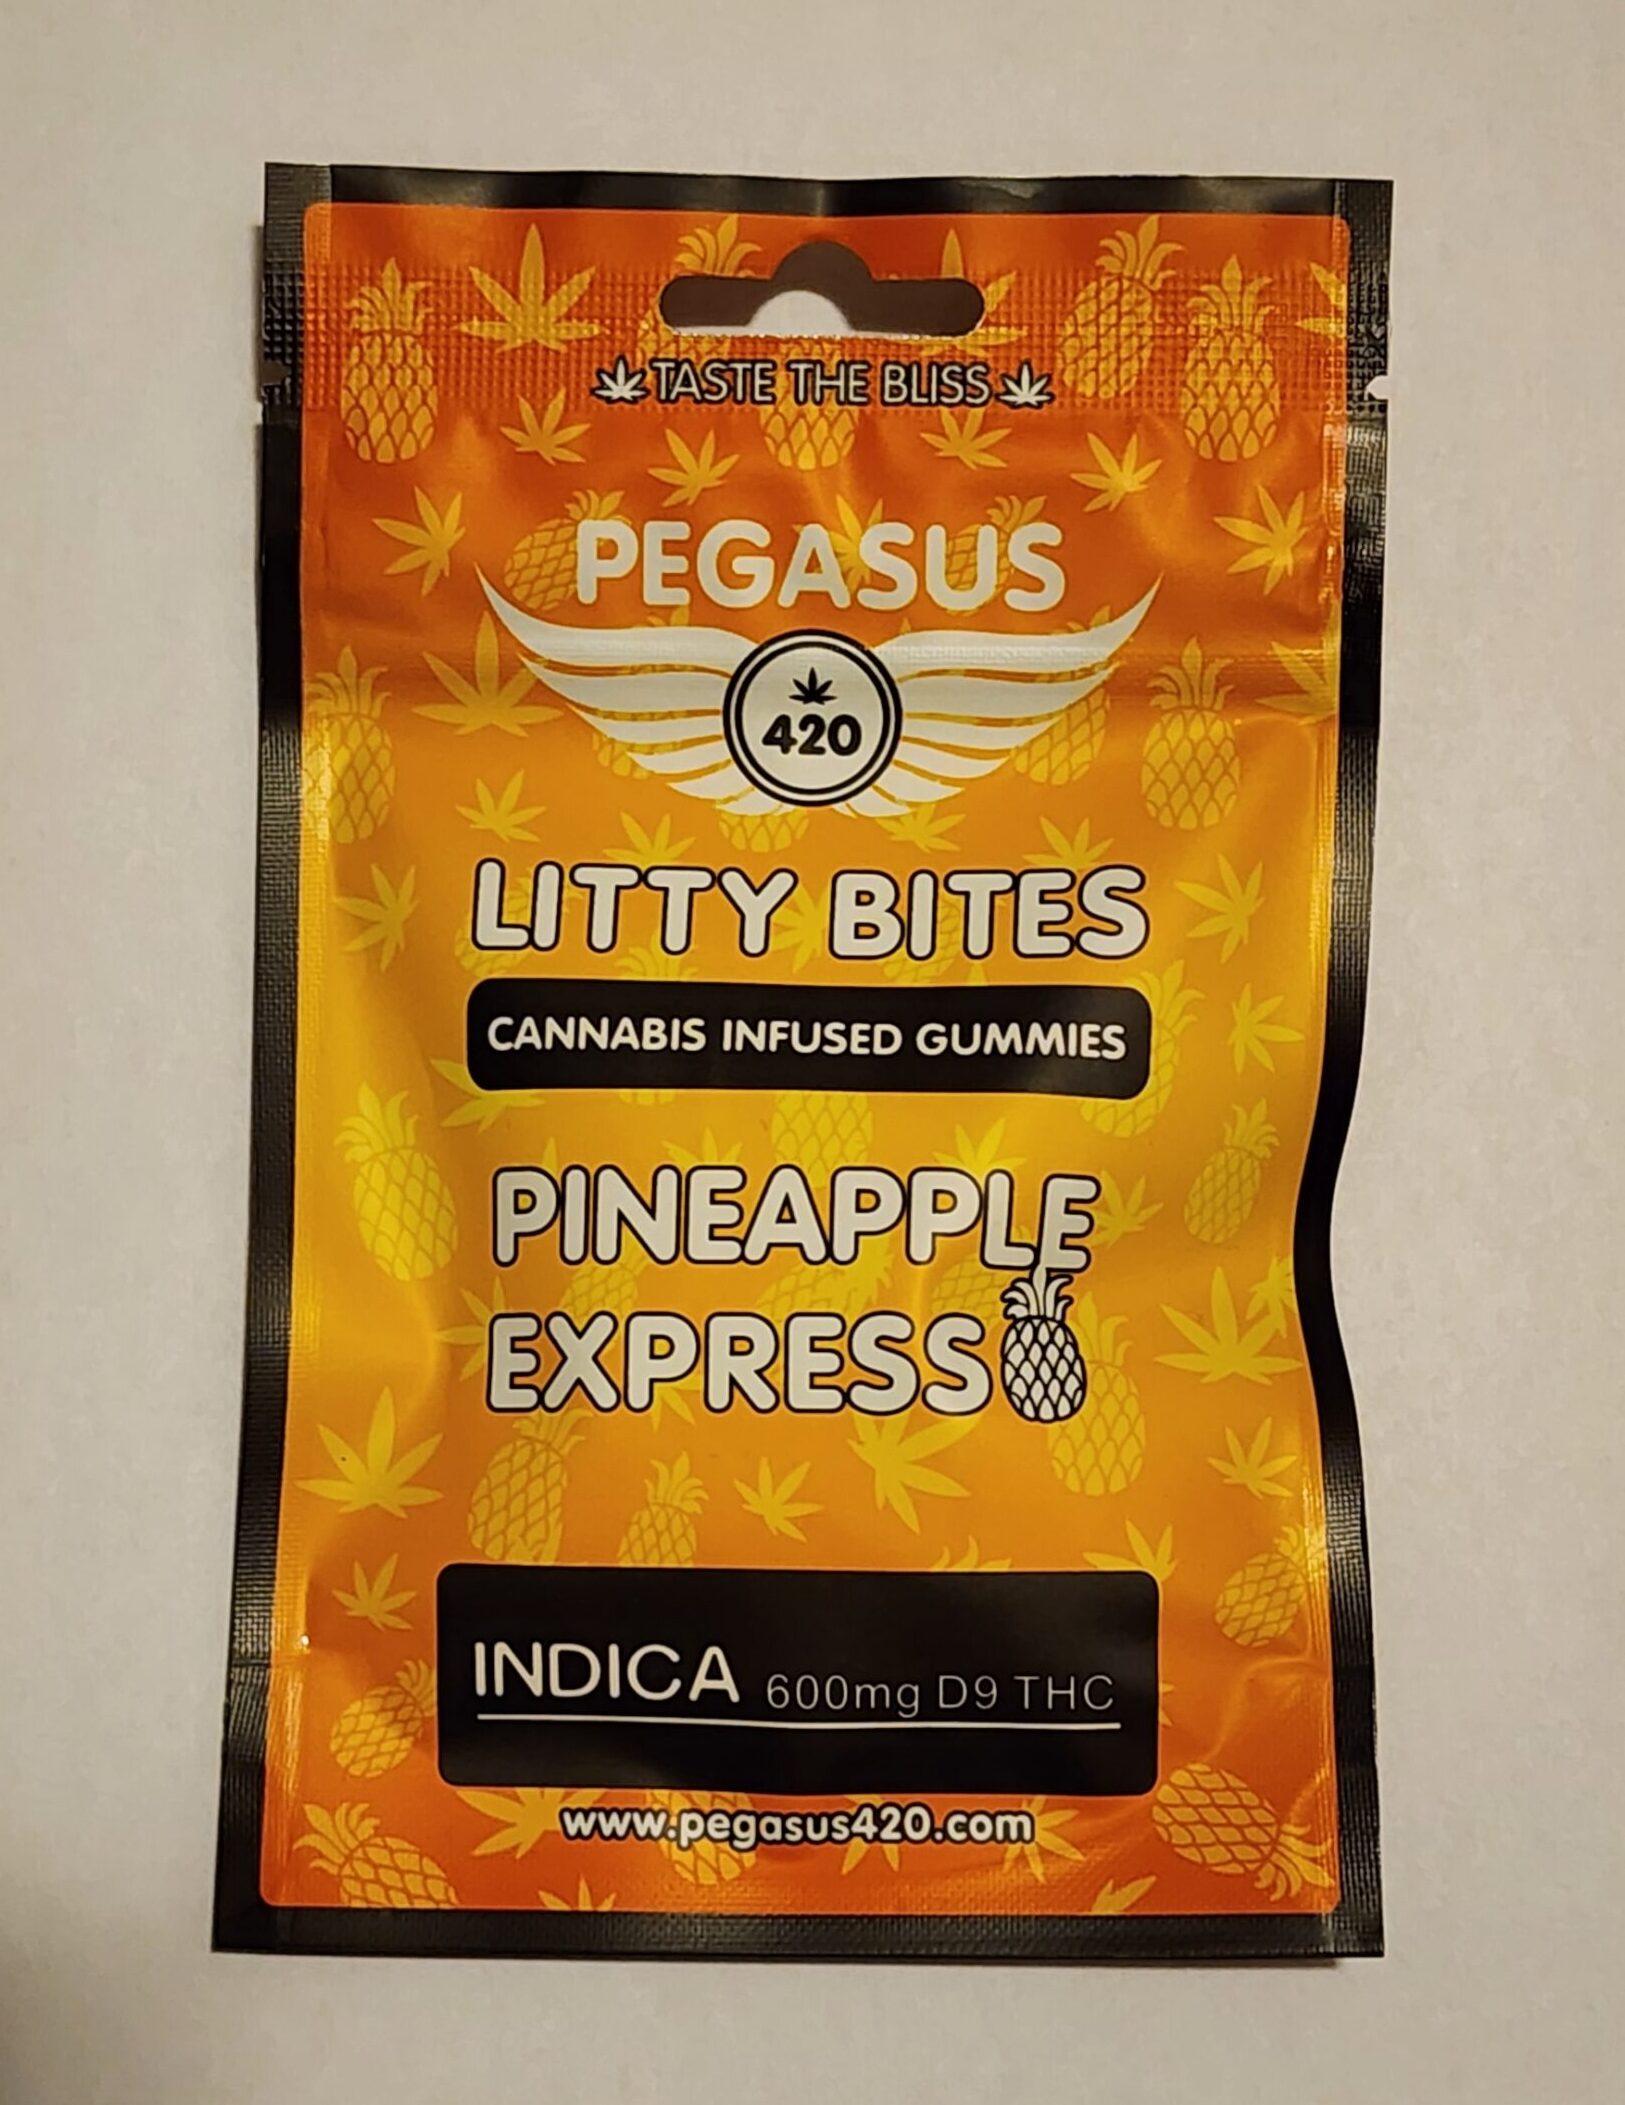 TASTE THE BLISS
PEGASUS
420
LITTY BITES
CANNABIS INFUSED GUMMIES
PINEAPPLE
EXPRESS
INDICA 600mg D9 THC
www.pegasus420.com